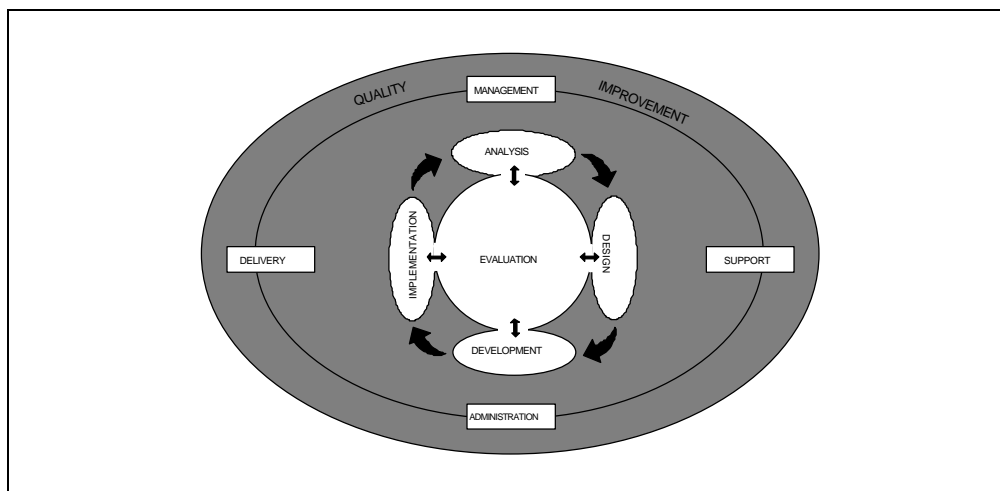 QUALITY
IMPROVEMENT
MANAGEMENT
ANALYSIS
IMPLEMENTATION
DESIGN
DELIVERY
EVALUATION
SUPPORT
DEVELOPMENT
ADMINISTRATION